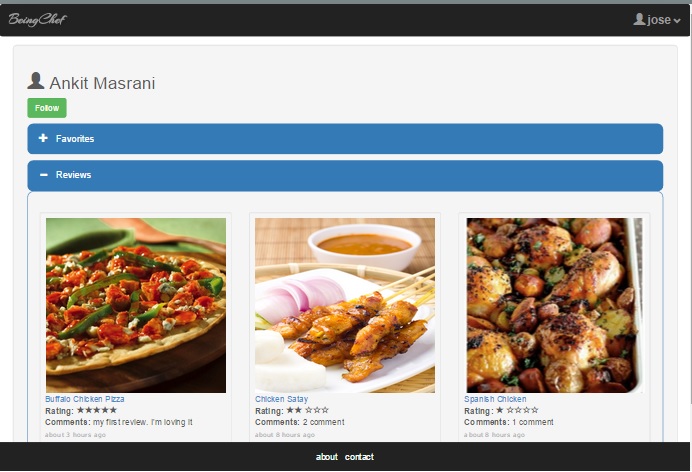 BeingChef
jose
Ankit Masrani
Follow
Favorites
Reviews
Buffalo Chicken Pizza
Rating: ★★★★★
Comments: my first review. I'm loving it
about 3 hours ago
Chicken Satay
Rating: ★★☆☆☆
Comments: 2 comment
about 8 hours ago
Spanish Chicken
Rating: ★☆☆☆☆
Comments: 1 comment
about 8 hours ago
about contact